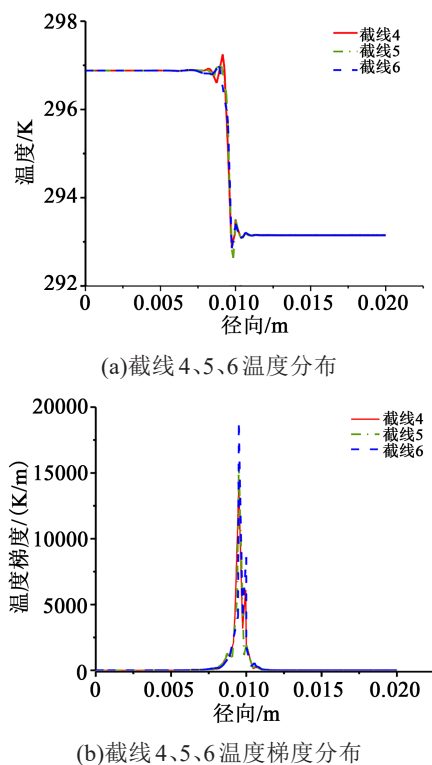 298
296
294
292
温度/K
截线4
截线5
截线6
0
0.005
0.010
0.015
0.020
径向/m
(a)截线4、5、6温度分布
20000
15000
10000
5000
0
温度梯度/(K/m)
截线4
截线5
截线6
0
0.005
0.010
0.015
0.020
径向/m
(b)截线4、5、6温度梯度分布